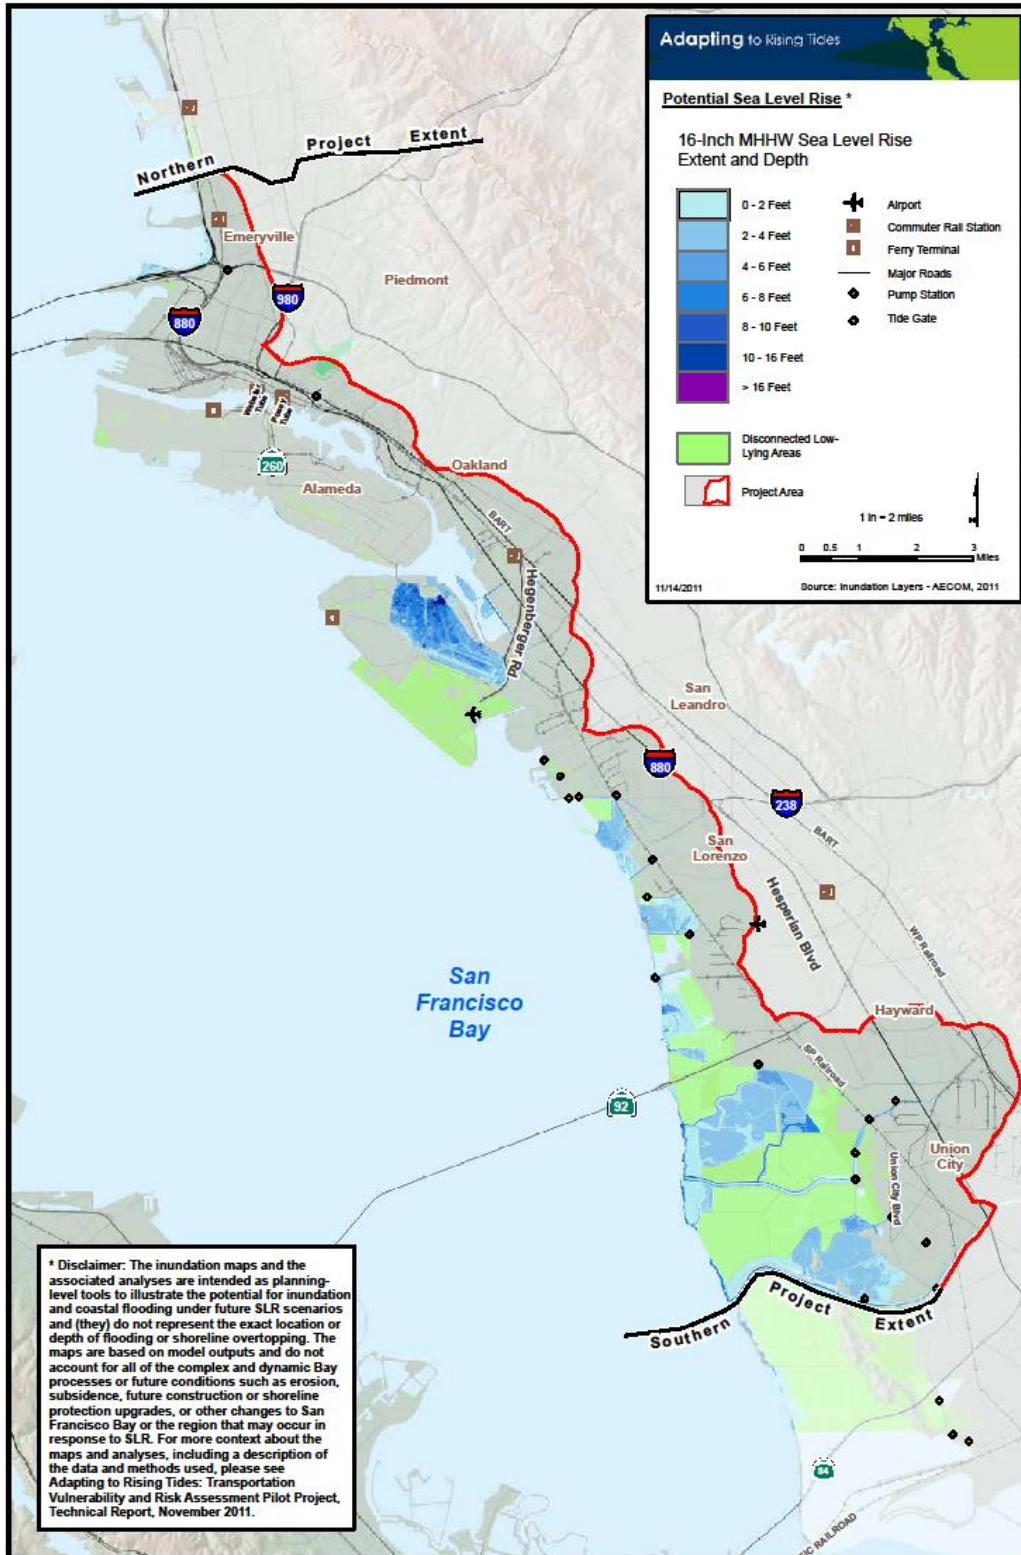 Adapting to Rising Tides
Potential Sea Level Rise *
16-Inch MHHW Sea Level Rise
Extent and Depth
0 - 2 Feet
2 - 4 Feet
4 - 6 Feet
6 - 8 Feet
8 - 10 Feet
10 - 16 Feet
> 16 Feet
Airport
Commuter Rail Station
Ferry Terminal
Major Roads
Pump Station
Tide Gate
Disconnected Low-
Lying Areas
Project Area
1 in = 2 miles
0 0.5 1 2 3
Miles
11/14/2011
Source: Inundation Layers - AECOM, 2011
Northern Project Extent
Emeryville
Piedmont
980
880
Webster
Tube
Posey
Tube
260
Alameda
Oakland
BART
Hegenberger Rd
San
Leandro
880
238
BART
San
Lorenzo
Hesperian Blvd
WP Railroad
San
Francisco
Bay
Hayward
SP Railroad
92
Union
City
Union City Blvd
Southern Project Extent
84
IC RAILROAD
* Disclaimer: The inundation maps and the
associated analyses are intended as planning-
level tools to illustrate the potential for inundation
and coastal flooding under future SLR scenarios
and (they) do not represent the exact location or
depth of flooding or shoreline overtopping. The
maps are based on model outputs and do not
account for all of the complex and dynamic Bay
processes or future conditions such as erosion,
subsidence, future construction or shoreline
protection upgrades, or other changes to San
Francisco Bay or the region that may occur in
response to SLR. For more context about the
maps and analyses, including a description of
the data and methods used, please see
Adapting to Rising Tides: Transportation
Vulnerability and Risk Assessment Pilot Project,
Technical Report, November 2011.